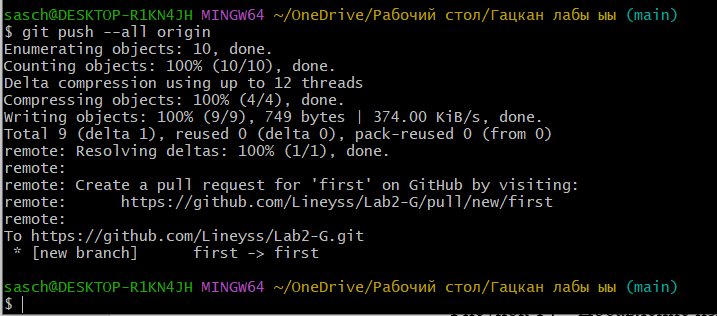 sasch@DESKTOP-R1KN4JH MINGW64 ~/OneDrive/Рабочий стол/Гацкан лабы ыы (main)
$ git push --all origin
Enumerating objects: 10, done.
Counting objects: 100% (10/10), done.
Delta compression using up to 12 threads
Compressing objects: 100% (4/4), done.
Writing objects: 100% (9/9), 749 bytes | 374.00 KiB/s, done.
Total 9 (delta 1), reused 0 (delta 0), pack-reused 0 (from 0)
remote: Resolving deltas: 100% (1/1), done.
remote:
remote: Create a pull request for 'first' on GitHub by visiting:
remote:      https://github.com/Lineyss/Lab2-G/pull/new/first
remote:
To https://github.com/Lineyss/Lab2-G.git
 * [new branch]      first -> first
sasch@DESKTOP-R1KN4JH MINGW64 ~/OneDrive/Рабочий стол/Гацкан лабы ыы (main)
$